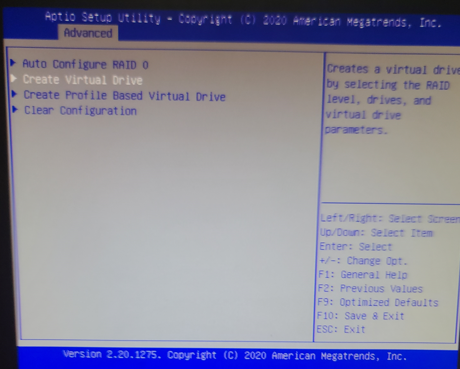 Aptio Setup Utility - Copyright (C) 2020 American Megatrends, Inc.
Advanced
Auto Configure RAID 0
Create Virtual Drive
Create Profile Based Virtual Drive
Clear Configuration
Creates a virtual drive
by selecting the RAID
level, drives, and
virtual drive
parameters.
Left/Right: Select Screen
Up/Down: Select Item
Enter: Select
+/-: Change Opt.
F1: General Help
F2: Previous Values
F9: Optimized Defaults
F10: Save & Exit
ESC: Exit
Version 2.20.1275. Copyright (C) 2020 American Megatrends, Inc.